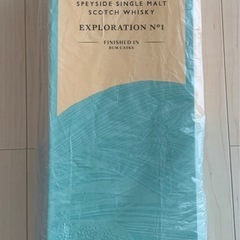 SPEYSIDE SINGLE MALT
SCOTCH WHISKY
EXPLORATION Nº1
FINISHED IN
RUM CASKS